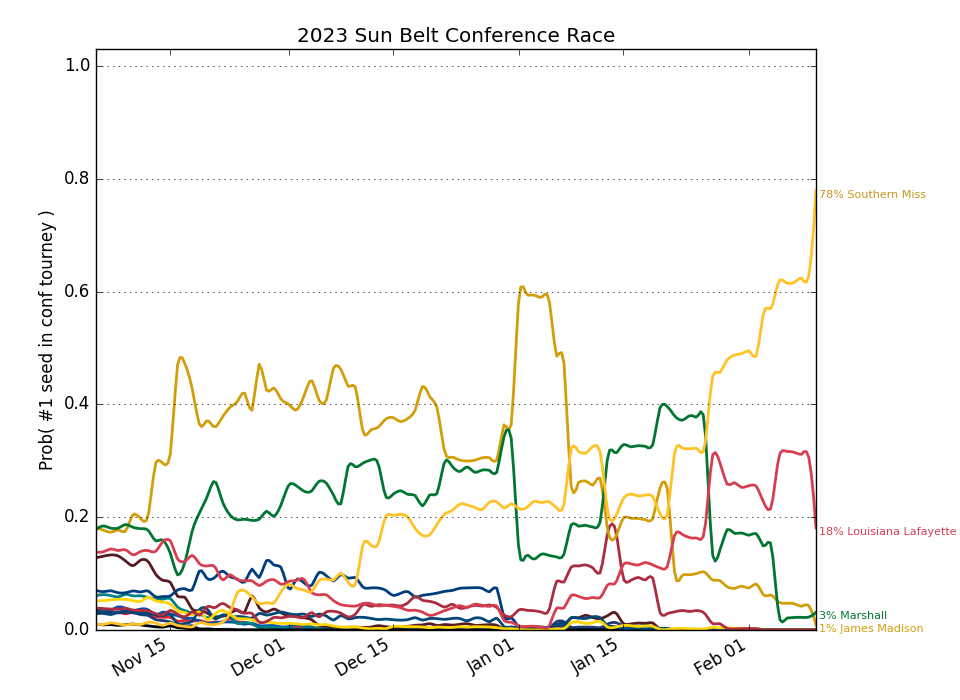 2023 Sun Belt Conference Race
Prob( #1 seed in conf tourney )
1.0
0.8
0.6
0.4
0.2
0.0
78% Southern Miss
18% Louisiana Lafayette
3% Marshall
1% James Madison
Nov 15
Dec 01
Dec 15
Jan 01
Jan 15
Feb 01